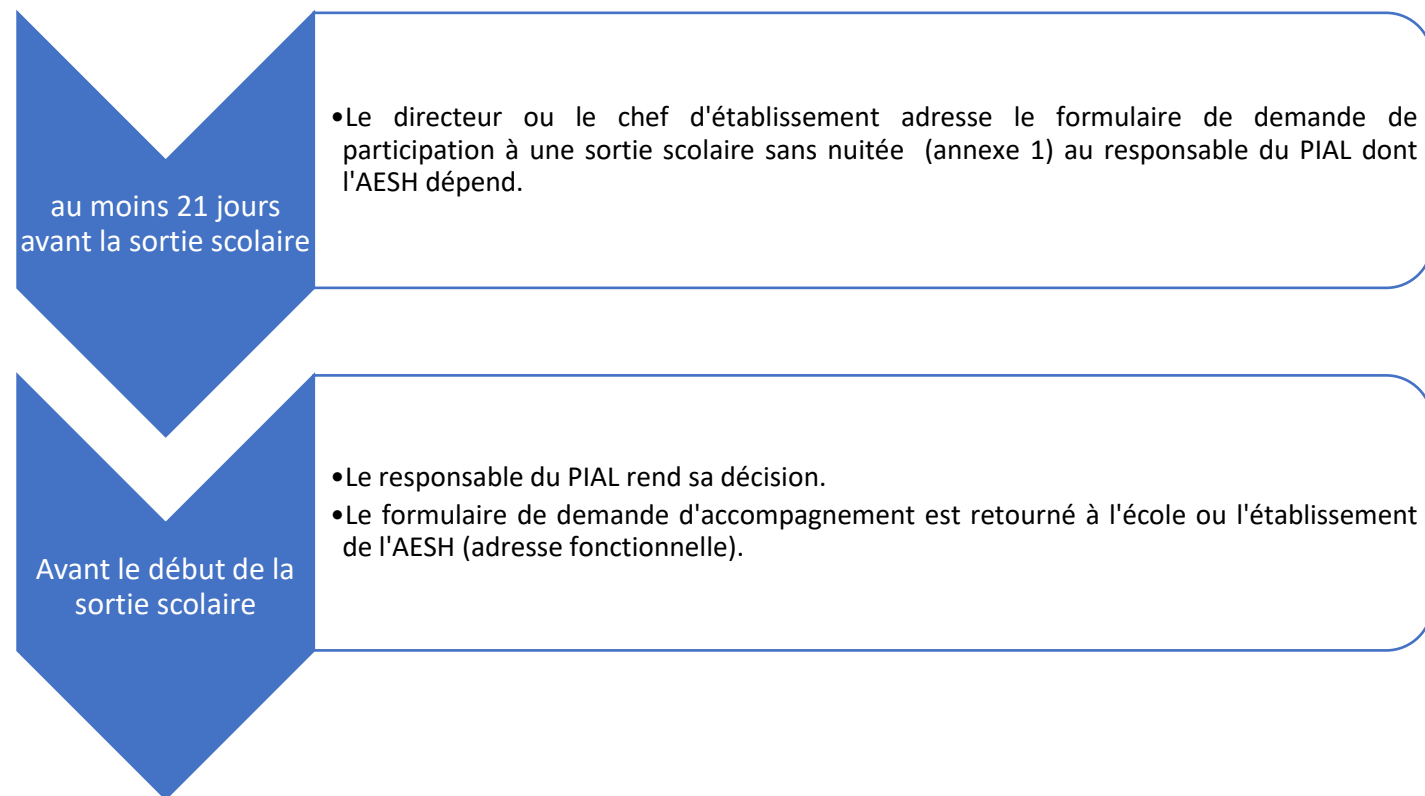 au moins 21 jours
avant la sortie scolaire
•Le directeur ou le chef d'établissement adresse le formulaire de demande de
participation à une sortie scolaire sans nuitée (annexe 1) au responsable du PIAL dont
l'AESH dépend.
Avant le début de la
sortie scolaire
•Le responsable du PIAL rend sa décision.
•Le formulaire de demande d'accompagnement est retourné à l'école ou l'établissement
de l'AESH (adresse fonctionnelle).